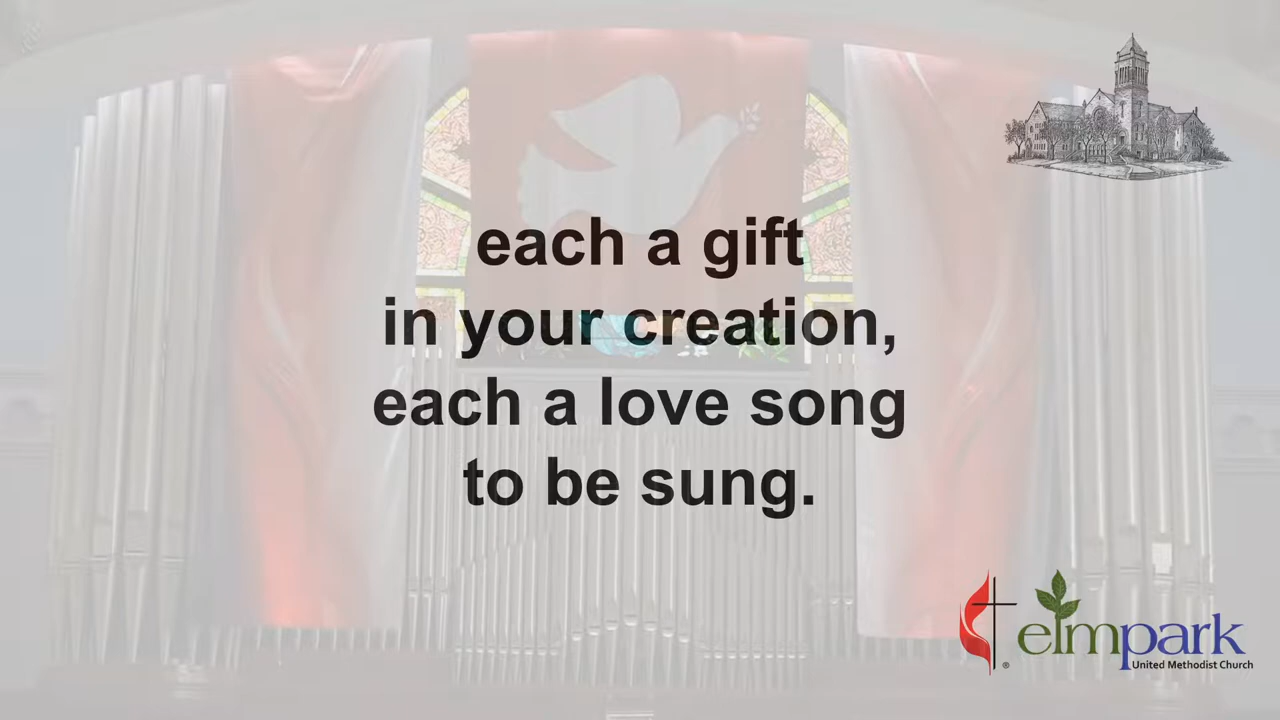 each a gift
in your creation,
each a love song
to be sung.
elmpark
United Methodist Church
®